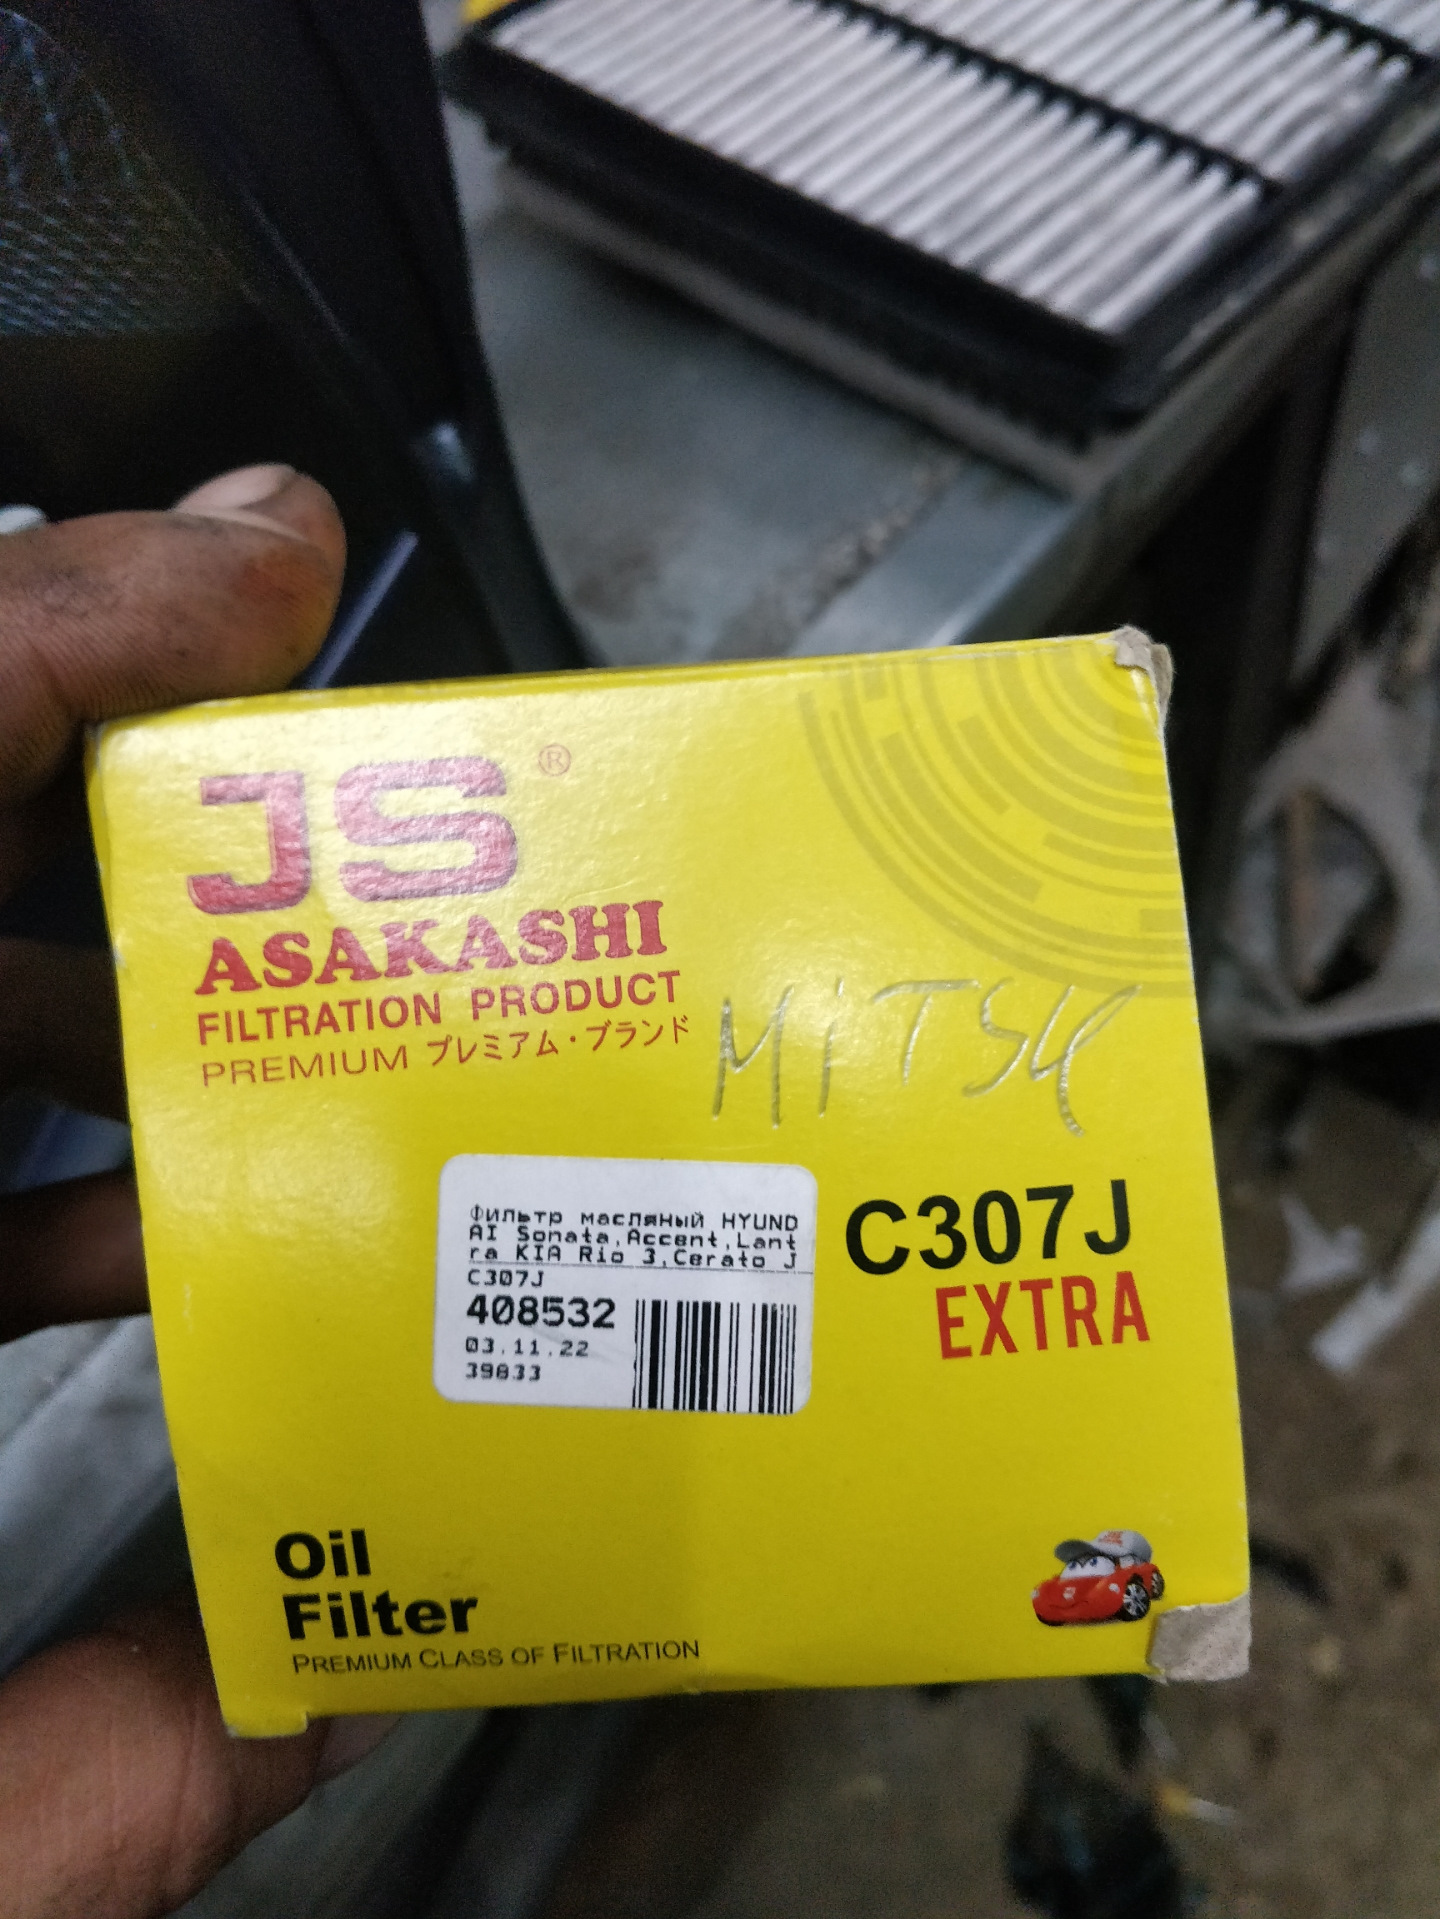 JS®
ASAKASHI
FILTRATION PRODUCT
PREMIUM プレミアム・ブランド
MiTSy
Фильтр масляный HYUND
AI Sonata,Accent,Lant
ra KIA Rio 3,Cerato J
C307J
408532
03.11.22
39833
C307J
EXTRA
Oil
Filter
PREMIUM CLASS OF FILTRATION